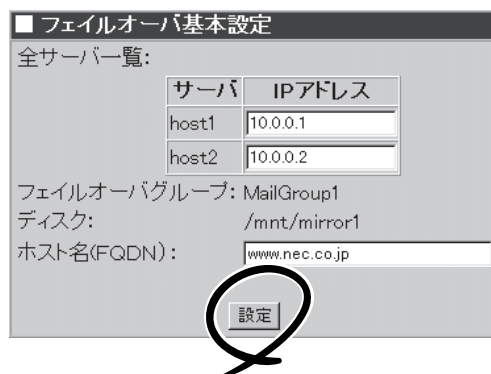 ■ フェイルオーバ基本設定
全サーバ一覧:
サーバ IPアドレス
host1 10.0.0.1
host2 10.0.0.2
フェイルオーバグループ: MailGroup1
ディスク: /mnt/mirror1
ホスト名(FQDN): www.nec.co.jp
設定